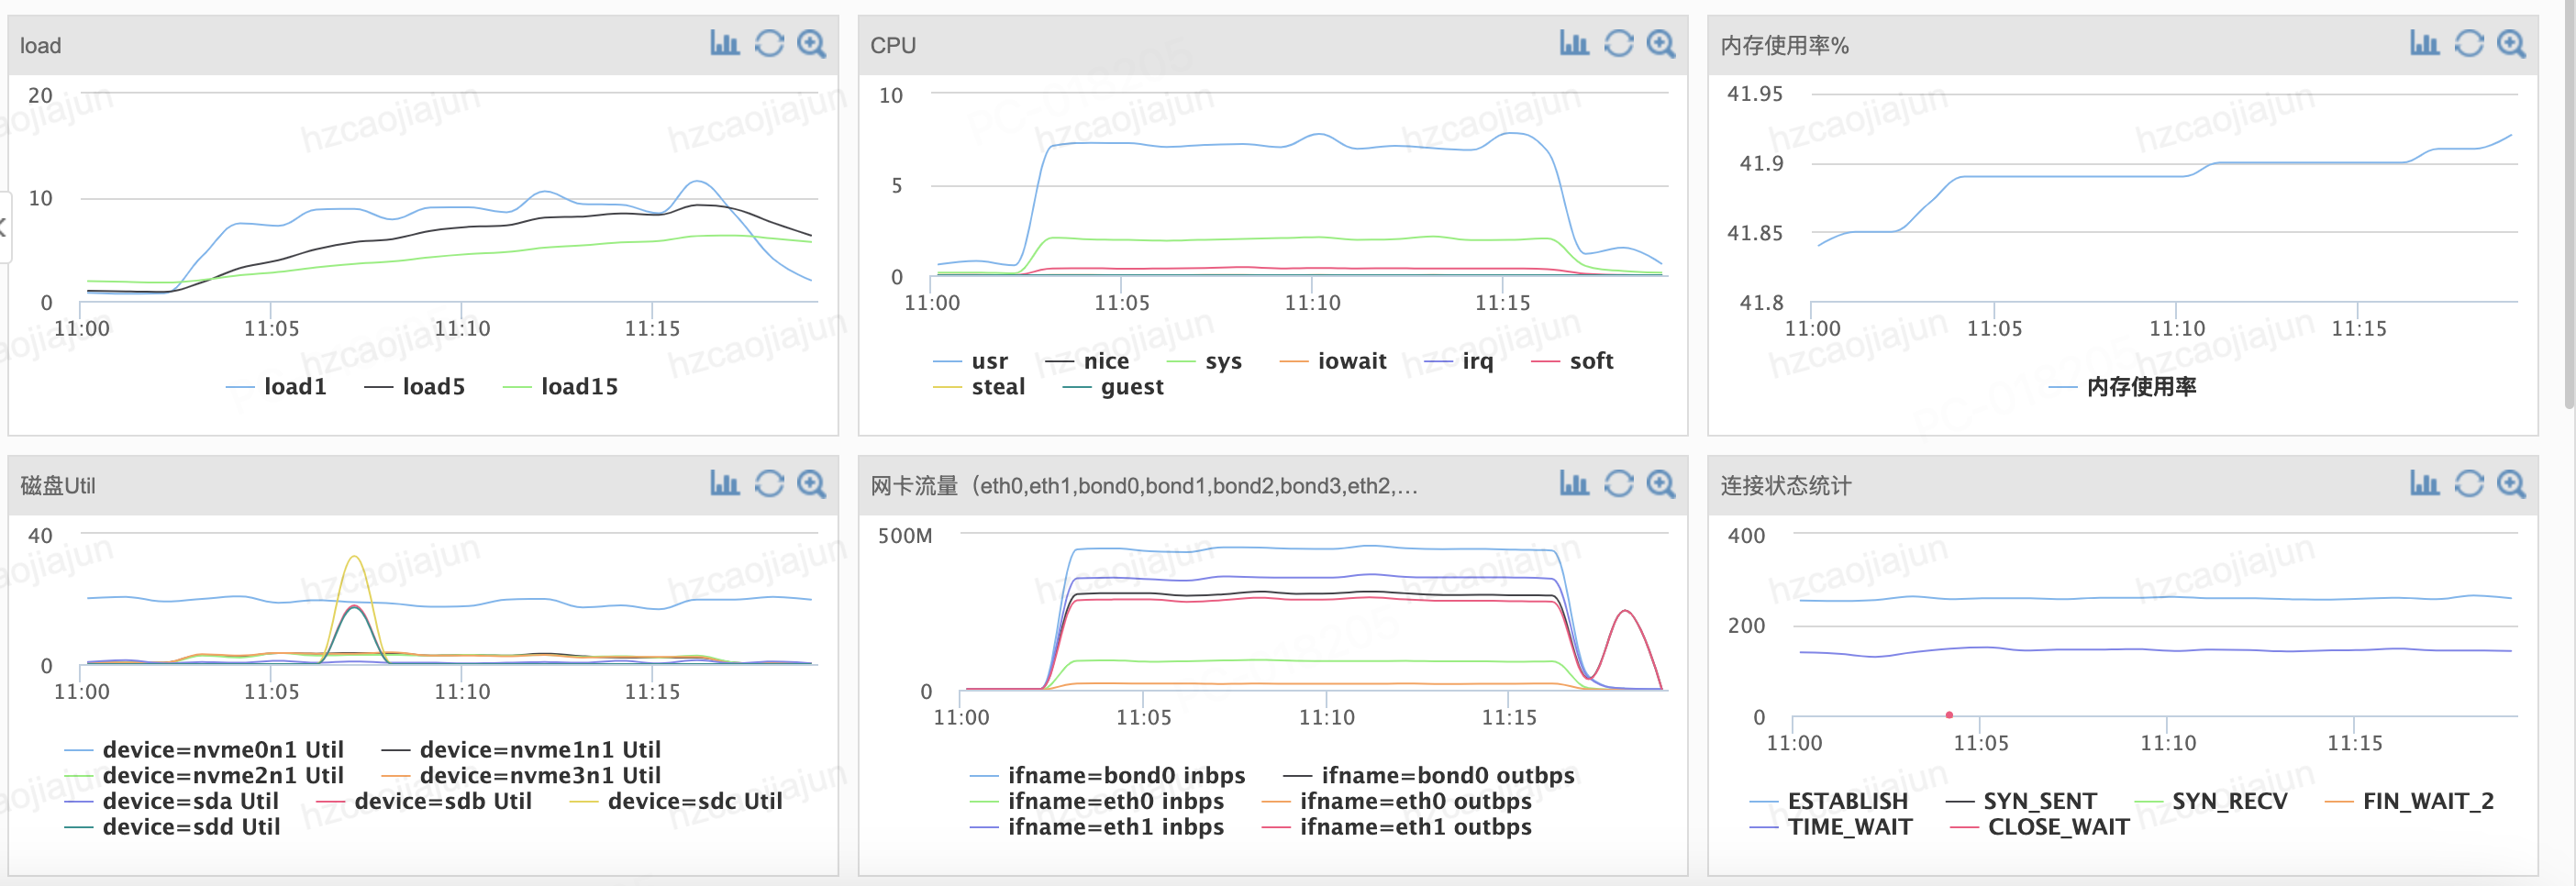 load
20
10
0
11:00 11:05 11:10 11:15
load1 load5 load15
CPU
10
5
0
11:00 11:05 11:10 11:15
usr nice sys iowait irq soft
steal guest
内存使用率%
41.95
41.9
41.85
41.8
11:00 11:05 11:10 11:15
内存使用率
磁盘Util
40
0
11:00 11:05 11:10 11:15
device=nvme0n1 Util device=nvme1n1 Util
device=nvme2n1 Util device=nvme3n1 Util
device=sda Util device=sdb Util device=sdc Util
device=sdd Util
网卡流量（eth0,eth1,bond0,bond1,bond2,bond3,eth2,...
500M
0
11:00 11:05 11:10 11:15
ifname=bond0 inbps ifname=bond0 outbps
ifname=eth0 inbps ifname=eth0 outbps
ifname=eth1 inbps ifname=eth1 outbps
连接状态统计
400
200
0
11:00 11:05 11:10 11:15
ESTABLISH SYN_SENT SYN_RECV FIN_WAIT_2
TIME_WAIT CLOSE_WAIT
hzcaojiajun